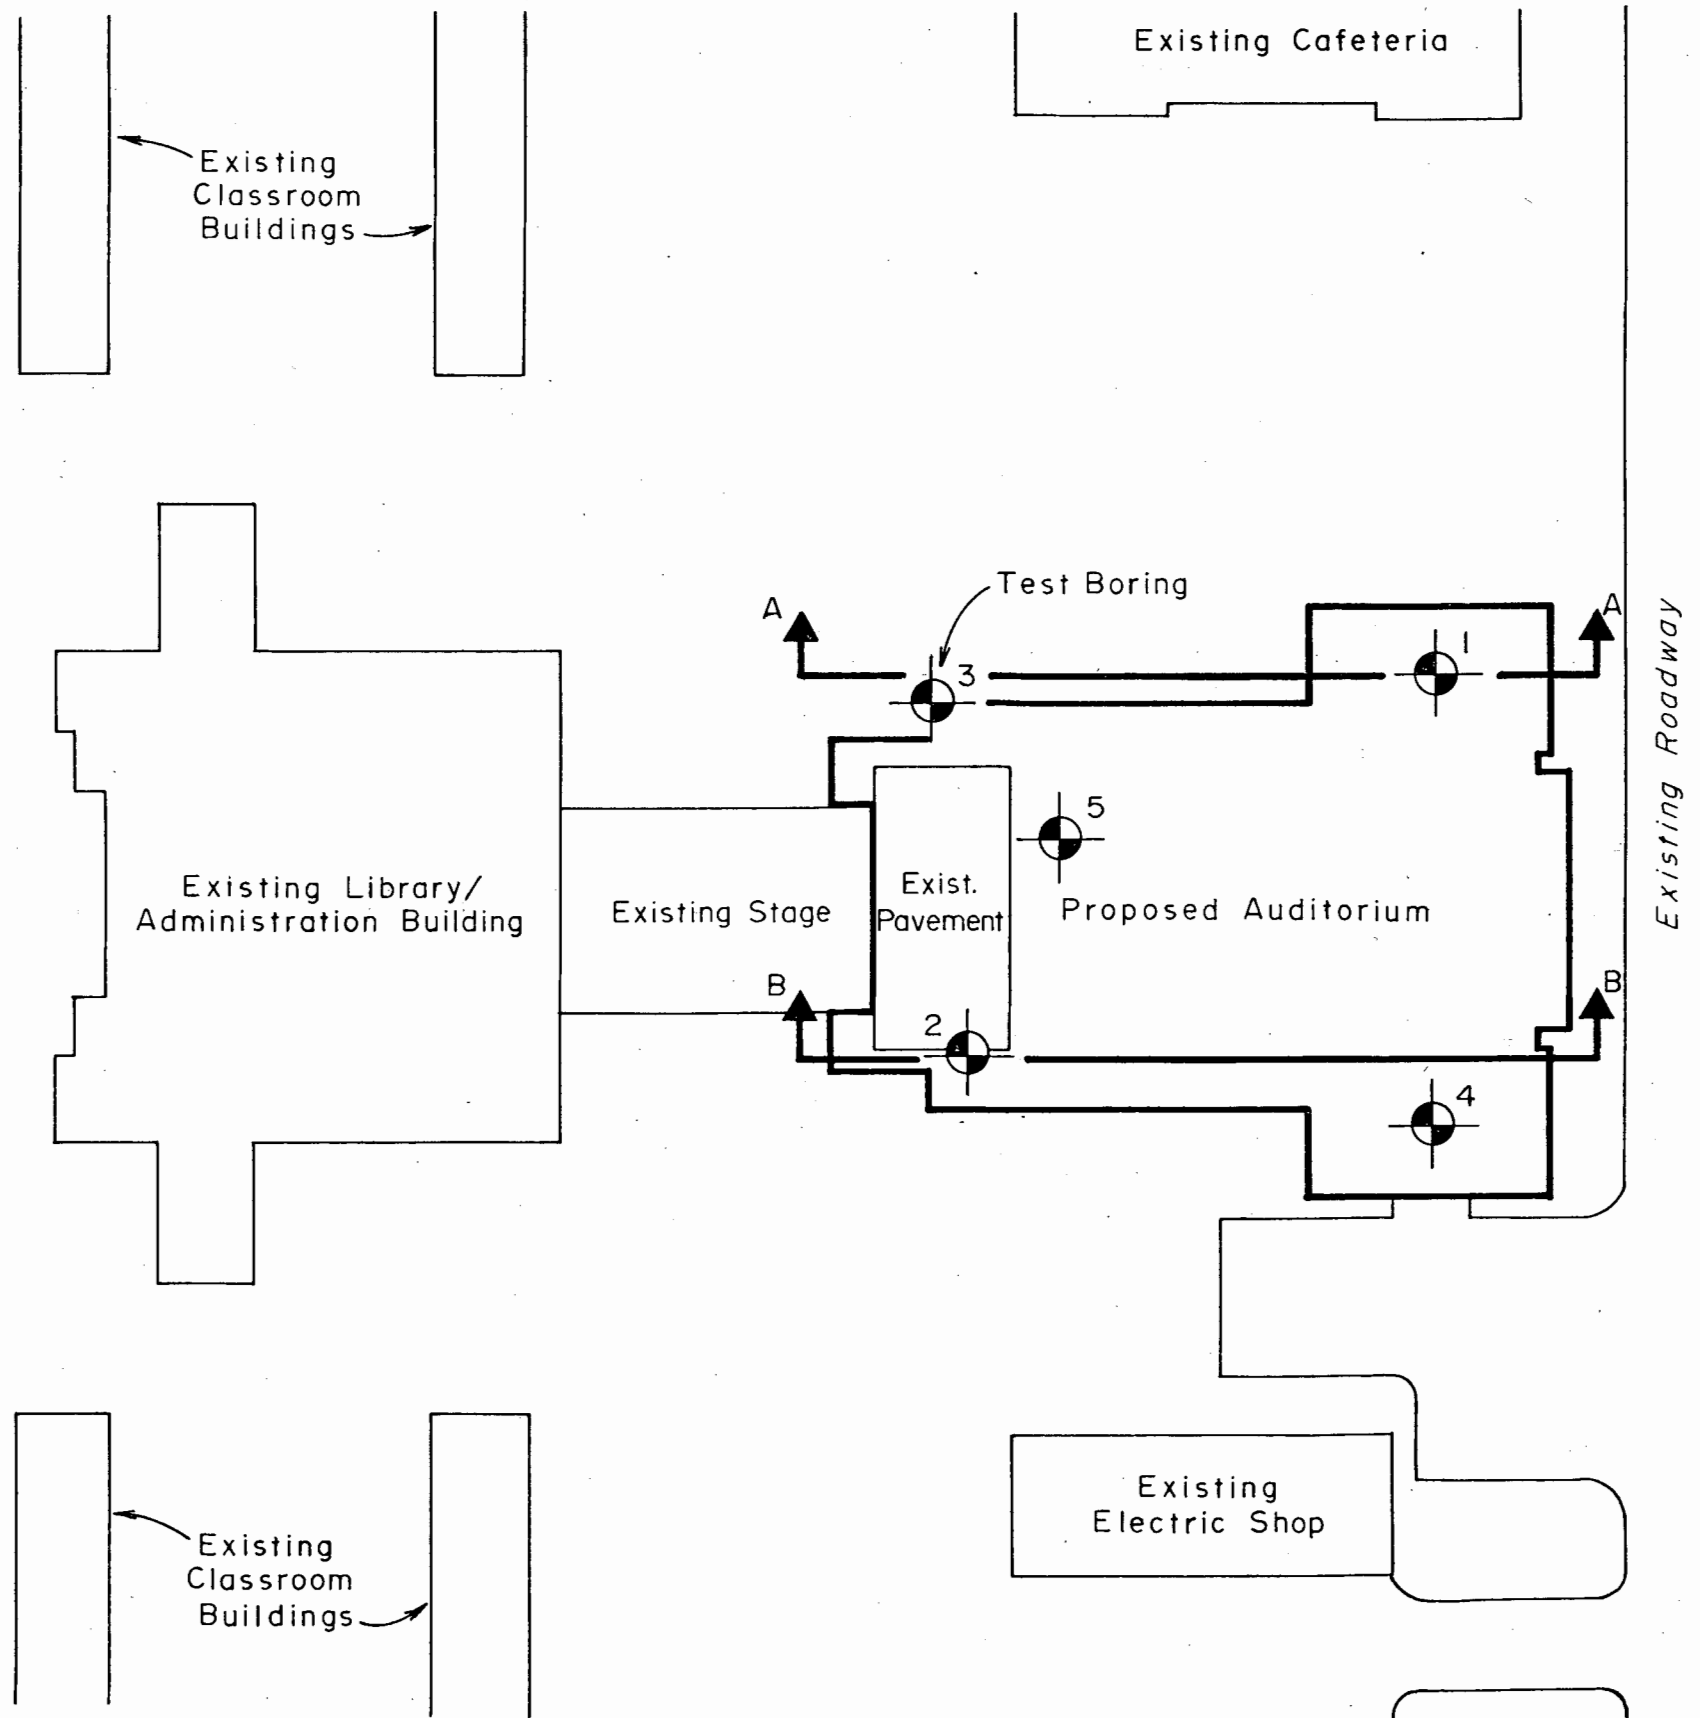 Existing Cafeteria
Existing
Classroom
Buildings
Test Boring
A
A
3
1
Existing Roadway
5
Existing Library/
Administration Building
Existing Stage
Exist.
Pavement
Proposed Auditorium
B
B
2
4
Existing
Electric Shop
Existing
Classroom
Buildings